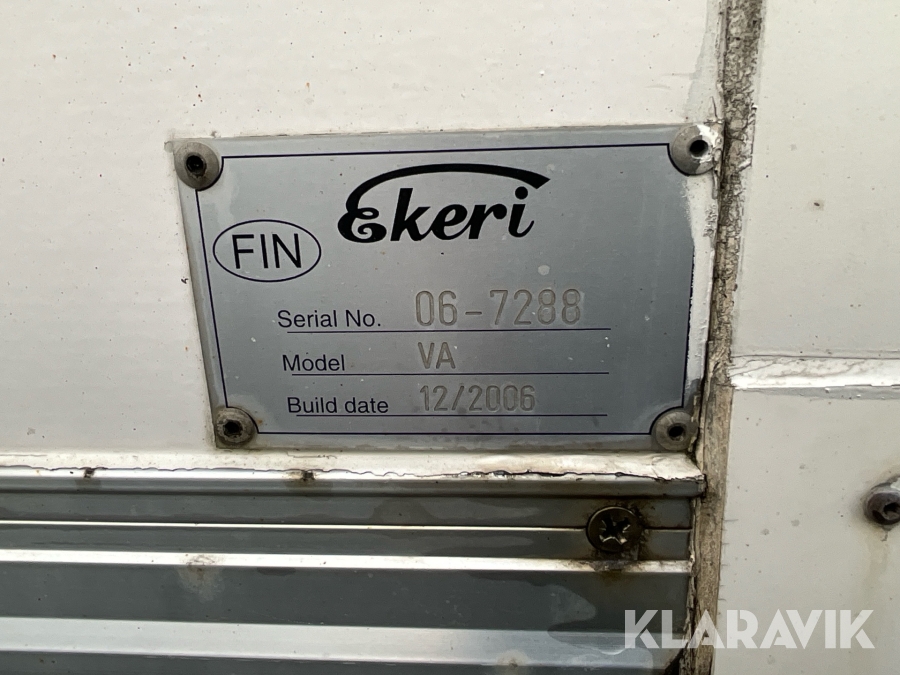 Ekeri
FIN
Serial No. 06-7288
Model VA
Build date 12/2006
KLARAVIK